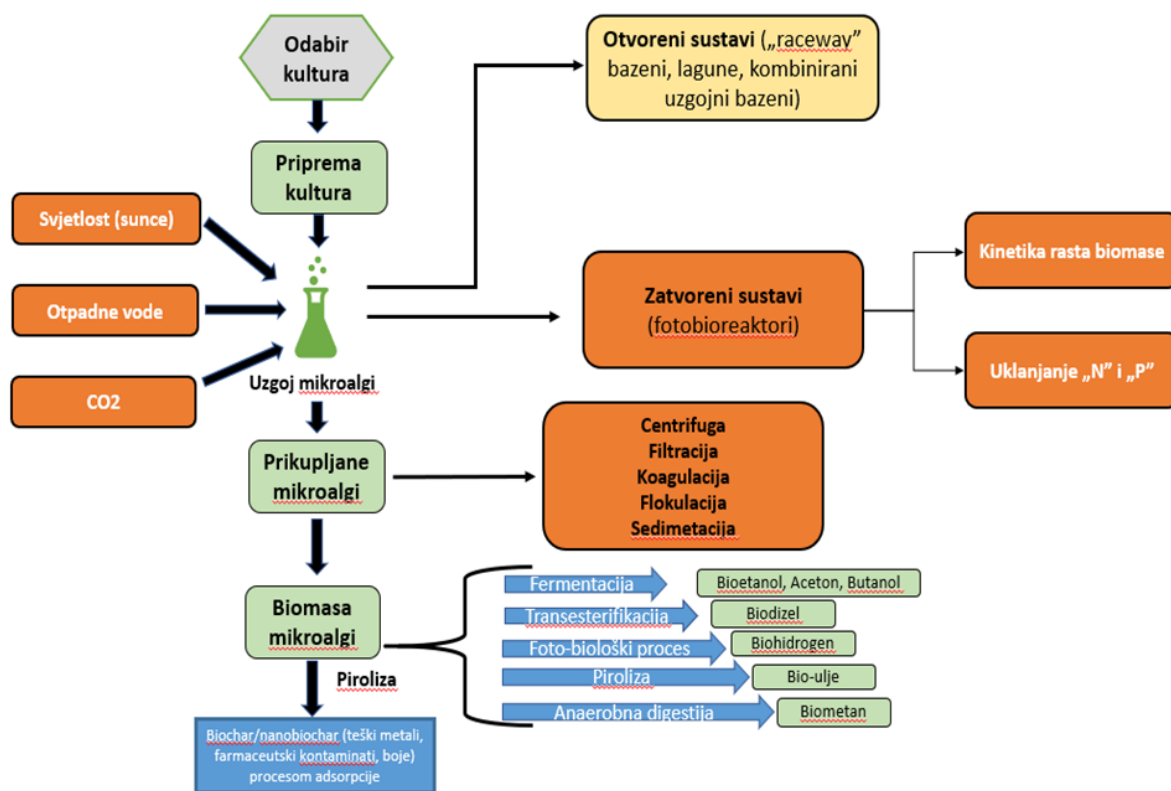 Odabir
kultura
Otvoreni sustavi („raceway”
bazeni, lagune, kombinirani
uzgojni bazeni)
Priprema
kultura
Svjetlost (sunce)
Otpadne vode
CO2
Uzgoj mikroalgi
Zatvoreni sustavi
(fotobioreaktori)
Kinetika rasta biomase
Uklanjanje „N” i „P”
Prikupljane
mikroalgi
Centrifuga
Filtracija
Koagulacija
Flokulacija
Sedimetacija
Biomasa
mikroalgi
Fermentacija
Bioetanol, Aceton, Butanol
Transesterifikacija
Biodizel
Foto-biološki proces
Biohidrogen
Piroliza
Bio-ulje
Anaerobna digestija
Biometan
Piroliza
Biochar/nanobiochar (teški metali,
farmaceutski kontaminati, boje)
procesom adsorpcije